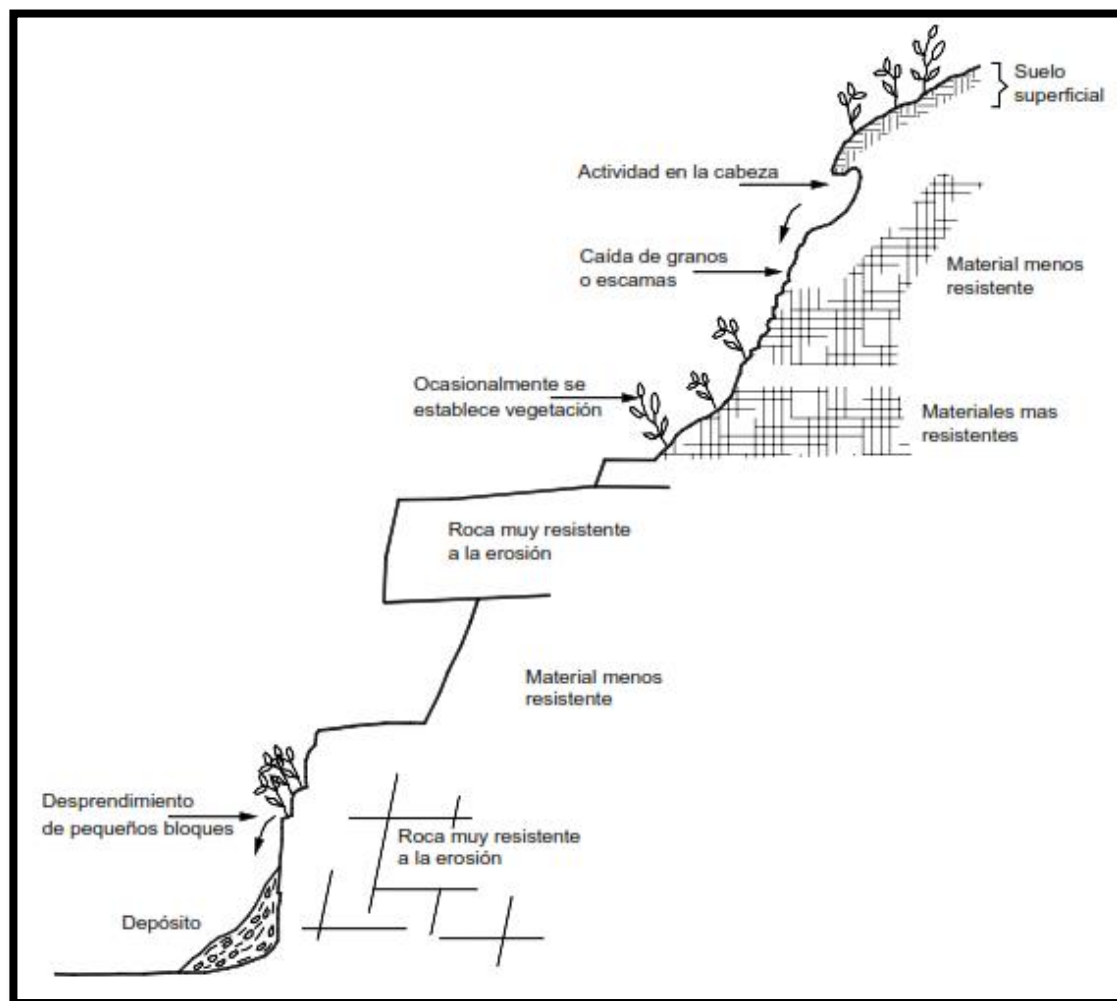 Suelo
superficial
Actividad en la cabeza
Caída de granos
o escamas
Material menos
resistente
Ocasionalmente se
establece vegetación
Materiales mas
resistentes
Roca muy resistente
a la erosión
Material menos
resistente
Desprendimiento
de pequeños bloques
Roca muy resistente
a la erosión
Depósito